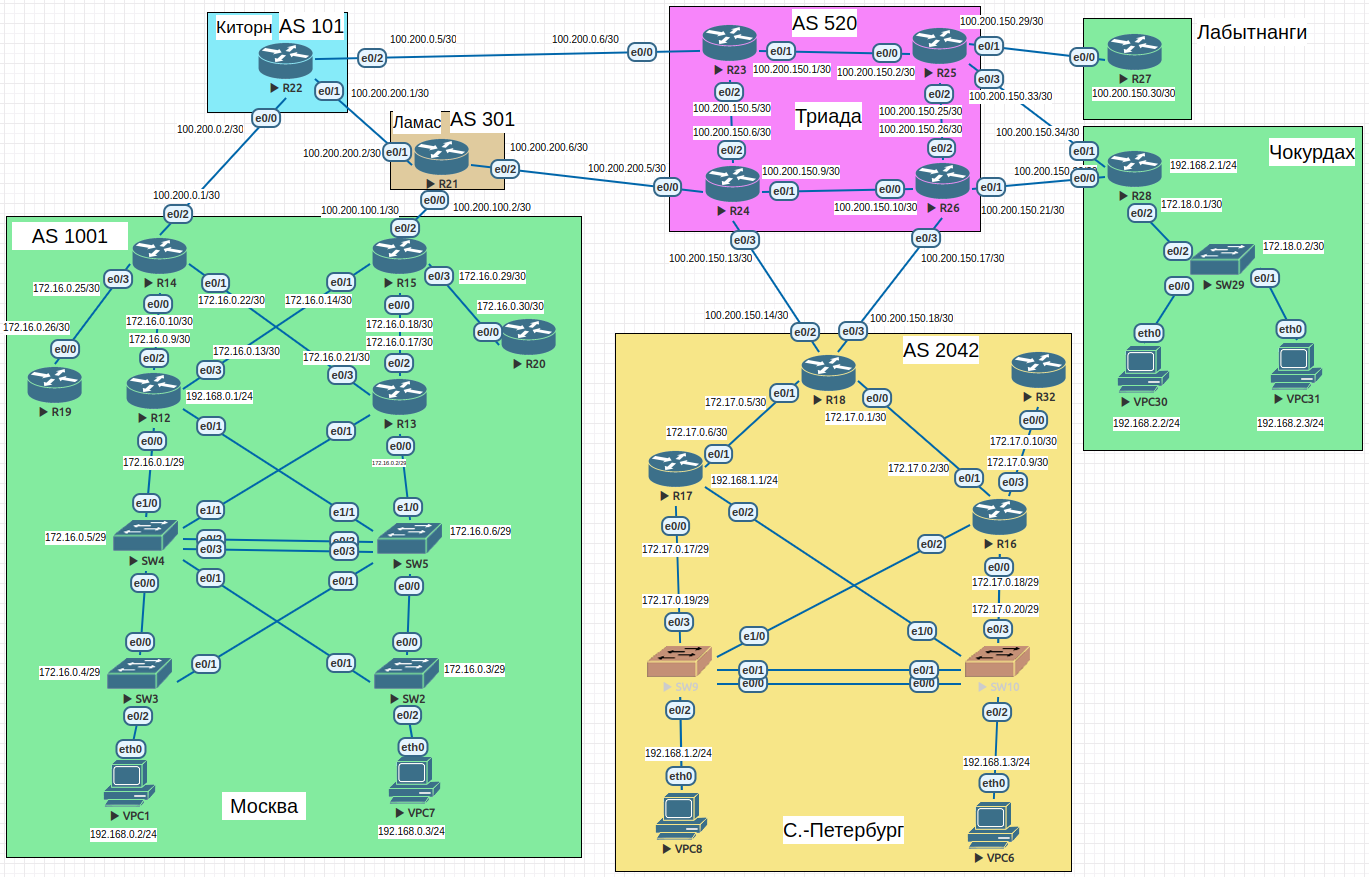 Киторн
AS 101
R22
e0/2
100.200.0.5/30
100.200.0.6/30
e0/0
e0/1
100.200.200.1/30
e0/0
100.200.0.2/30
100.200.0.1/30
e0/2
Ламас
AS 301
100.200.200.2/30
e0/1
R21
e0/2
100.200.200.6/30
100.200.200.5/30
e0/0
e0/0
100.200.100.2/30
100.200.100.1/30
e0/2
AS 520
Триада
R23
e0/1
100.200.150.1/30
e0/0
100.200.150.2/30
R25
e0/2
100.200.150.5/30
100.200.150.6/30
e0/2
e0/2
100.200.150.25/30
100.200.150.26/30
e0/2
R24
e0/1
100.200.150.9/30
e0/0
100.200.150.10/30
R26
100.200.150.29/30
e0/1
e0/3
100.200.150.33/30
100.200.150.34/30
e0/1
e0/1
100.200.150.21/30
100.200.150.
e0/0
e0/3
100.200.150.13/30
100.200.150.14/30
e0/2
e0/3
100.200.150.17/30
100.200.150.18/30
e0/3
Лабытнанги
e0/0
R27
100.200.150.30/30
Чокурдах
R28
192.168.2.1/24
e0/2
172.18.0.1/30
e0/2
172.18.0.2/30
SW29
e0/0
e0/1
eth0
eth0
VPC30
VPC31
192.168.2.2/24
192.168.2.3/24
AS 1001
R14
R15
e0/3
172.16.0.25/30
172.16.0.26/30
e0/0
R19
e0/0
172.16.0.10/30
172.16.0.9/30
e0/2
e0/1
172.16.0.22/30
e0/1
172.16.0.14/30
e0/0
172.16.0.18/30
172.16.0.17/30
e0/2
e0/3
172.16.0.29/30
172.16.0.30/30
e0/0
R20
172.16.0.13/30
e0/3
172.16.0.21/30
e0/3
R12
192.168.0.1/24
R13
e0/0
172.16.0.1/29
e0/1
e0/1
e0/0
172.16.0.2/29
e1/0
e1/1
e1/1
e1/0
172.16.0.5/29
SW4
e0/2
e0/3
e0/2
e0/3
172.16.0.6/29
SW5
e0/0
e0/1
e0/1
e0/0
e0/0
e0/1
e0/1
e0/0
172.16.0.4/29
SW3
172.16.0.3/29
SW2
e0/2
e0/2
eth0
eth0
VPC1
VPC7
192.168.0.2/24
192.168.0.3/24
Москва
AS 2042
R18
R32
e0/1
172.17.0.5/30
e0/0
172.17.0.1/30
e0/0
172.17.0.10/30
172.17.0.9/30
e0/3
172.17.0.6/30
e0/1
172.17.0.2/30
e0/1
R17
192.168.1.1/24
R16
e0/0
172.17.0.17/29
e0/2
e0/2
e0/0
172.17.0.18/29
172.17.0.19/29
e0/3
172.17.0.20/29
e0/3
e1/0
e1/0
SW9
e0/1
e0/0
e0/1
e0/0
SW10
e0/2
e0/2
192.168.1.2/24
192.168.1.3/24
eth0
eth0
VPC8
VPC6
С.-Петербург